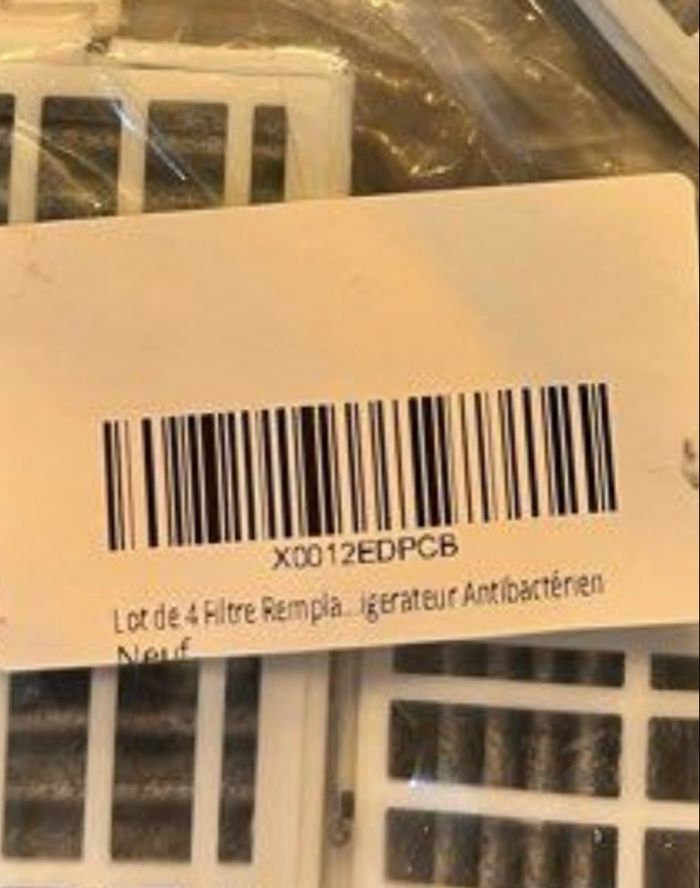 X0012EDPCB
Lot de 4 Filtre Rempla...igerateur Antibactérien
Neuf